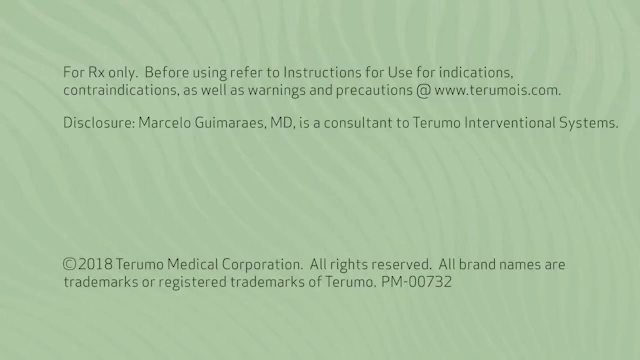 For Rx only. Before using refer to Instructions for Use for indications,
contraindications, as well as warnings and precautions @ www.terumois.com.
Disclosure: Marcelo Guimaraes, MD, is a consultant to Terumo Interventional Systems.
©2018 Terumo Medical Corporation. All rights reserved. All brand names are
trademarks or registered trademarks of Terumo. PM-00732